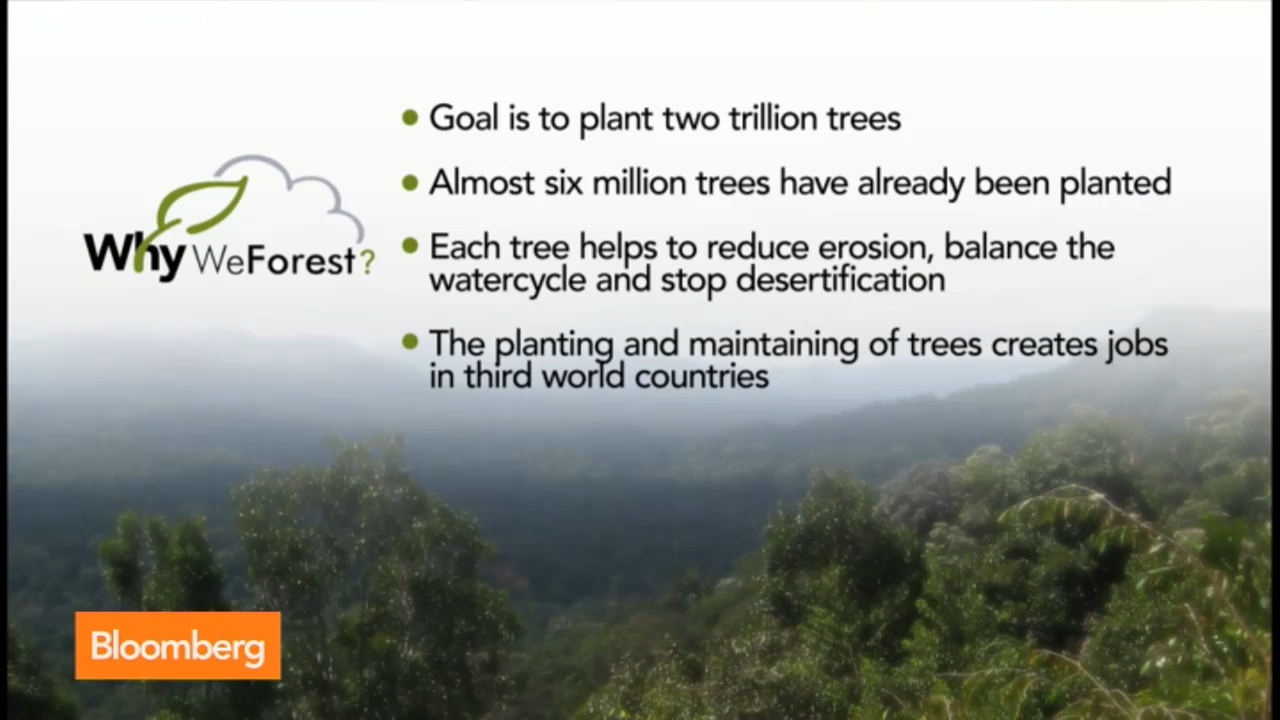 Goal is to plant two trillion trees
Almost six million trees have already been planted
Why WeForest?
Each tree helps to reduce erosion, balance the
watercycle and stop desertification
The planting and maintaining of trees creates jobs
in third world countries
Bloomberg